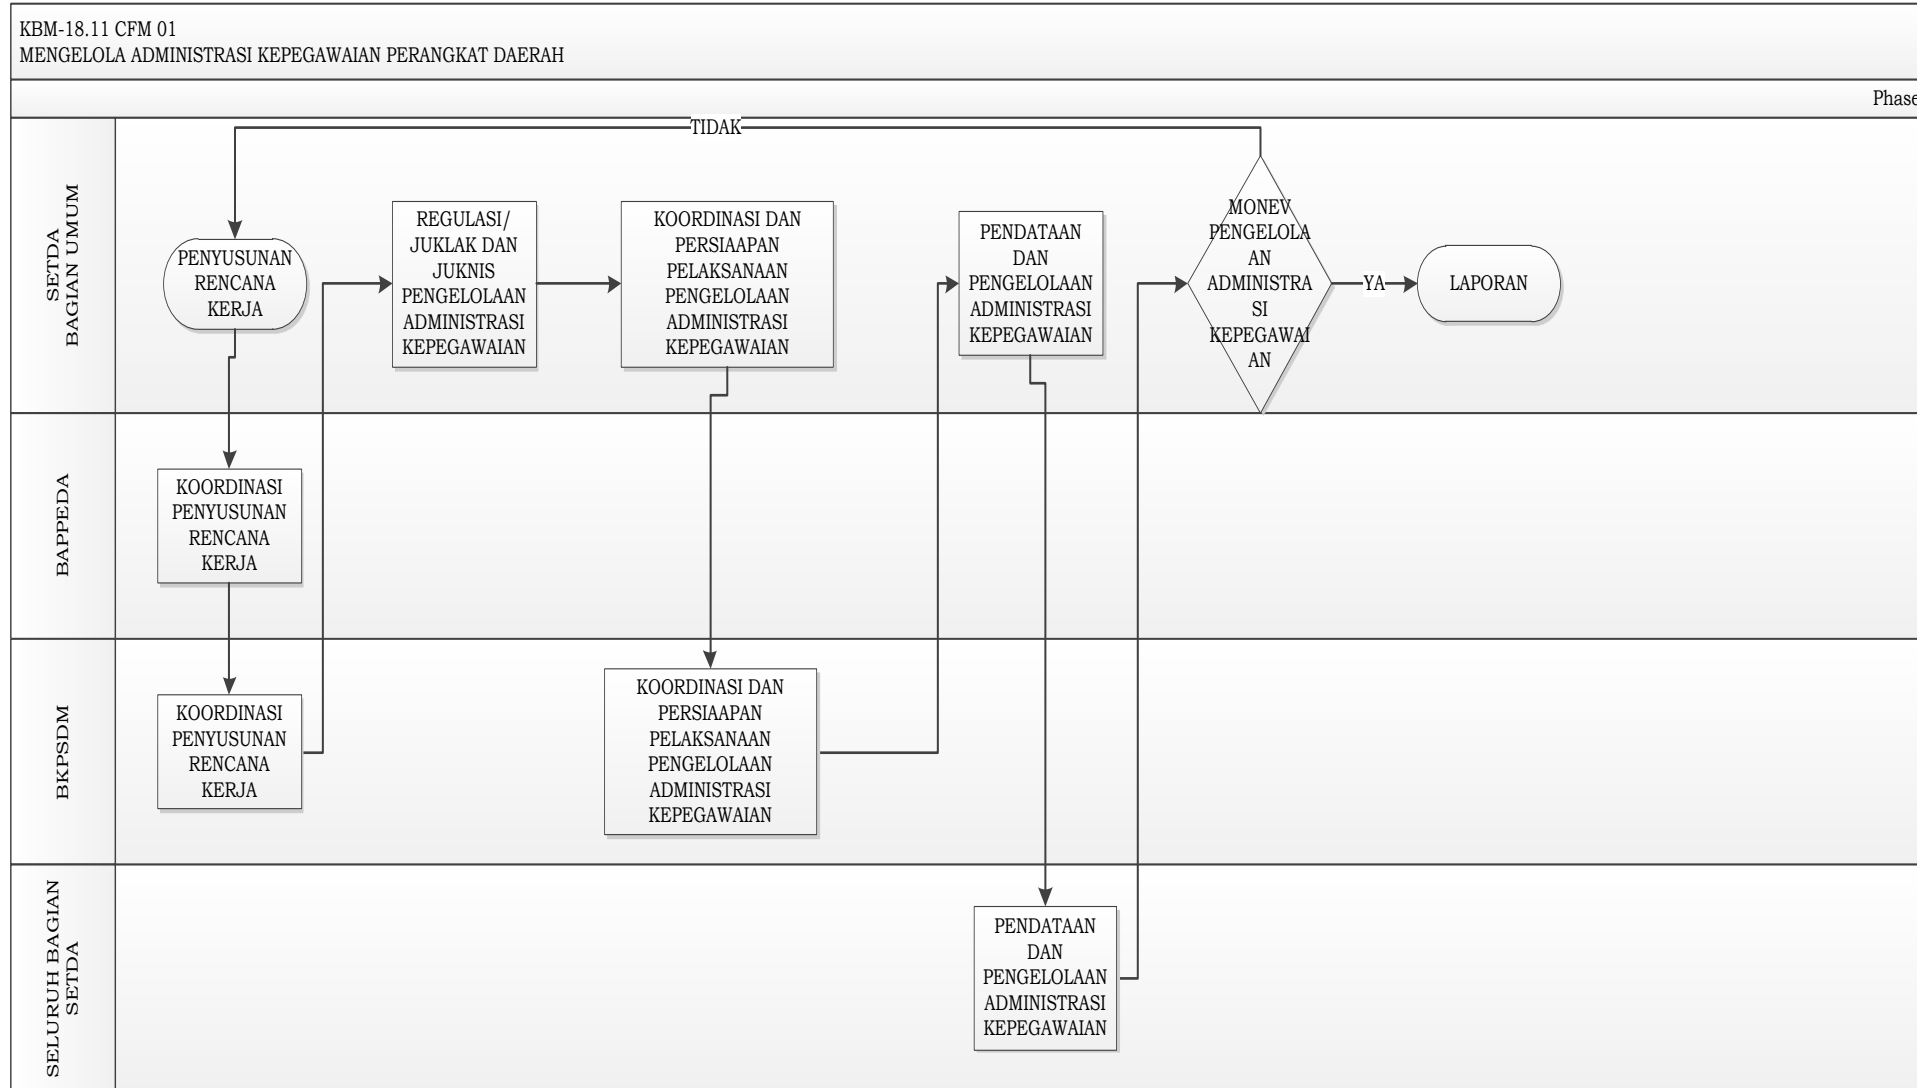 KBM-18.11 CFM 01
MENGELOLA ADMINISTRASI KEPEGAWAIAN PERANGKAT DAERAH
Phase
SETDA
BAGIAN UMUM
TIDAK
PENYUSUNAN
RENCANA
KERJA
REGULASI/
JUKLAK DAN
JUKNIS
PENGELOLAAN
ADMINISTRASI
KEPEGAWAIAN
KOORDINASI DAN
PERSIAAPAN
PELAKSANAAN
PENGELOLAAN
ADMINISTRASI
KEPEGAWAIAN
PENDATAAN
DAN
PENGELOLAAN
ADMINISTRASI
KEPEGAWAIAN
MONEV
PENGELOLA
AN
ADMINISTRA
SI
KEPEGAWAI
AN
YA
LAPORAN
BAPPEDA
KOORDINASI
PENYUSUNAN
RENCANA
KERJA
BKPSDM
KOORDINASI
PENYUSUNAN
RENCANA
KERJA
KOORDINASI DAN
PERSIAAPAN
PELAKSANAAN
PENGELOLAAN
ADMINISTRASI
KEPEGAWAIAN
SELURUH BAGIAN
SETDA
PENDATAAN
DAN
PENGELOLAAN
ADMINISTRASI
KEPEGAWAIAN